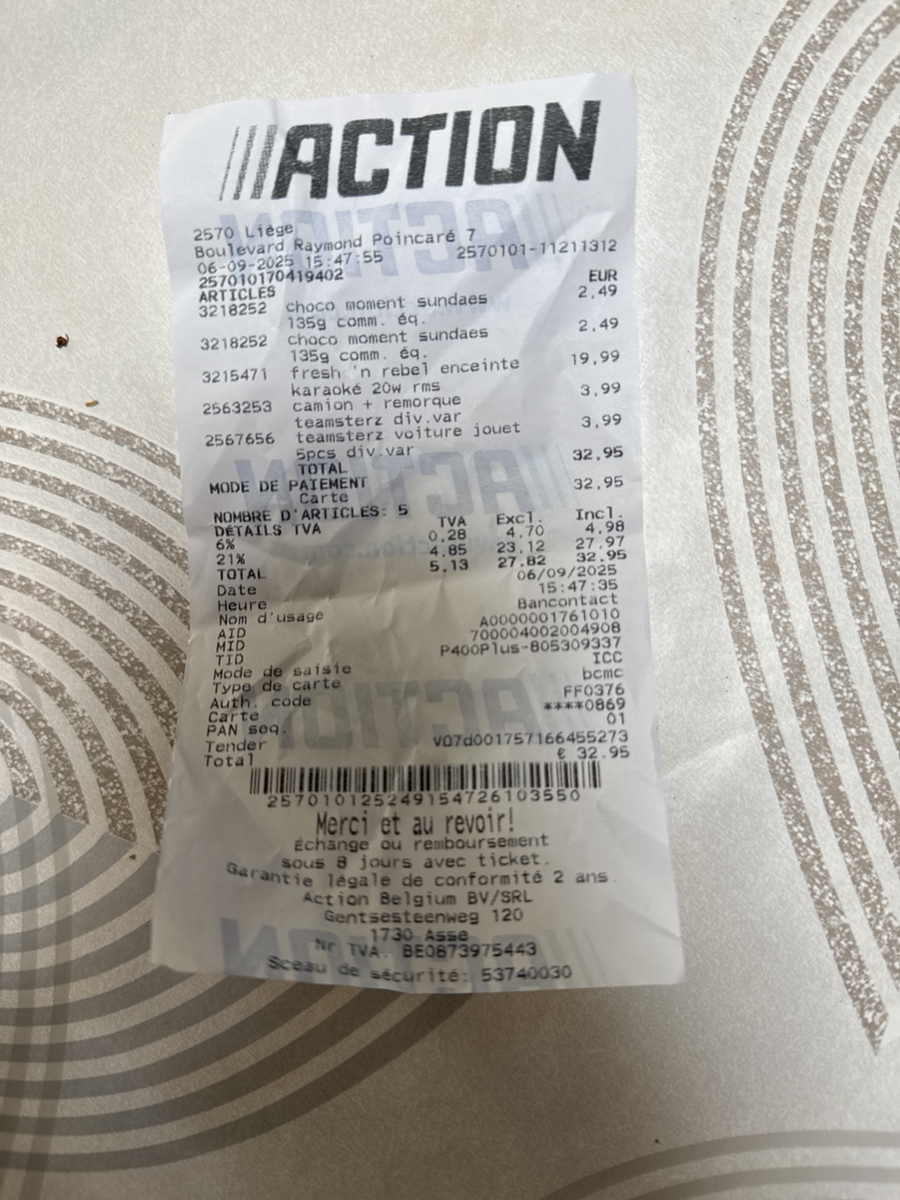 ACTION
2570 Liège
Boulevard Raymond Poincaré 7
06-09-2025 15:47:55 2570101-11211312
257010170419402
ARTICLES EUR
3218252 choco moment sundaes 2,49
135g comm. éq.
3218252 choco moment sundaes 2,49
135g comm. éq.
3215471 fresh 'n rebel enceinte 19,99
karaoké 20w rms
2563253 camion + remorque 3,99
teamsterz div.var
2567656 teamsterz voiture jouet 3,99
5pcs div.var
TOTAL 32,95
MODE DE PAIEMENT
Carte 32,95
NOMBRE D'ARTICLES: 5
DÉTAILS TVA TVA Excl. Incl.
6% 0,28 4,70 4,98
21% 4,85 23,12 27,97
TOTAL 5,13 27,82 32,95
Date 06/09/2025
Heure 15:47:35
Nom d'usage Bancontact
AID A0000001761010
MID 700004002004908
TID P400Plus-805309337
Mode de saisie ICC
Type de carte bcmc
Auth. code FF0376
Carte ****0869
PAN seq. 01
Tender V07d001757166455273
Total € 32.95
257010125249154726103550
Merci et au revoir!
Échange ou remboursement
sous 8 jours avec ticket.
Garantie légale de conformité 2 ans.
Action Belgium BV/SRL
Gentsesteenweg 120
1730 Asse
Nr TVA: BE0873975443
Sceau de sécurité: 53740030